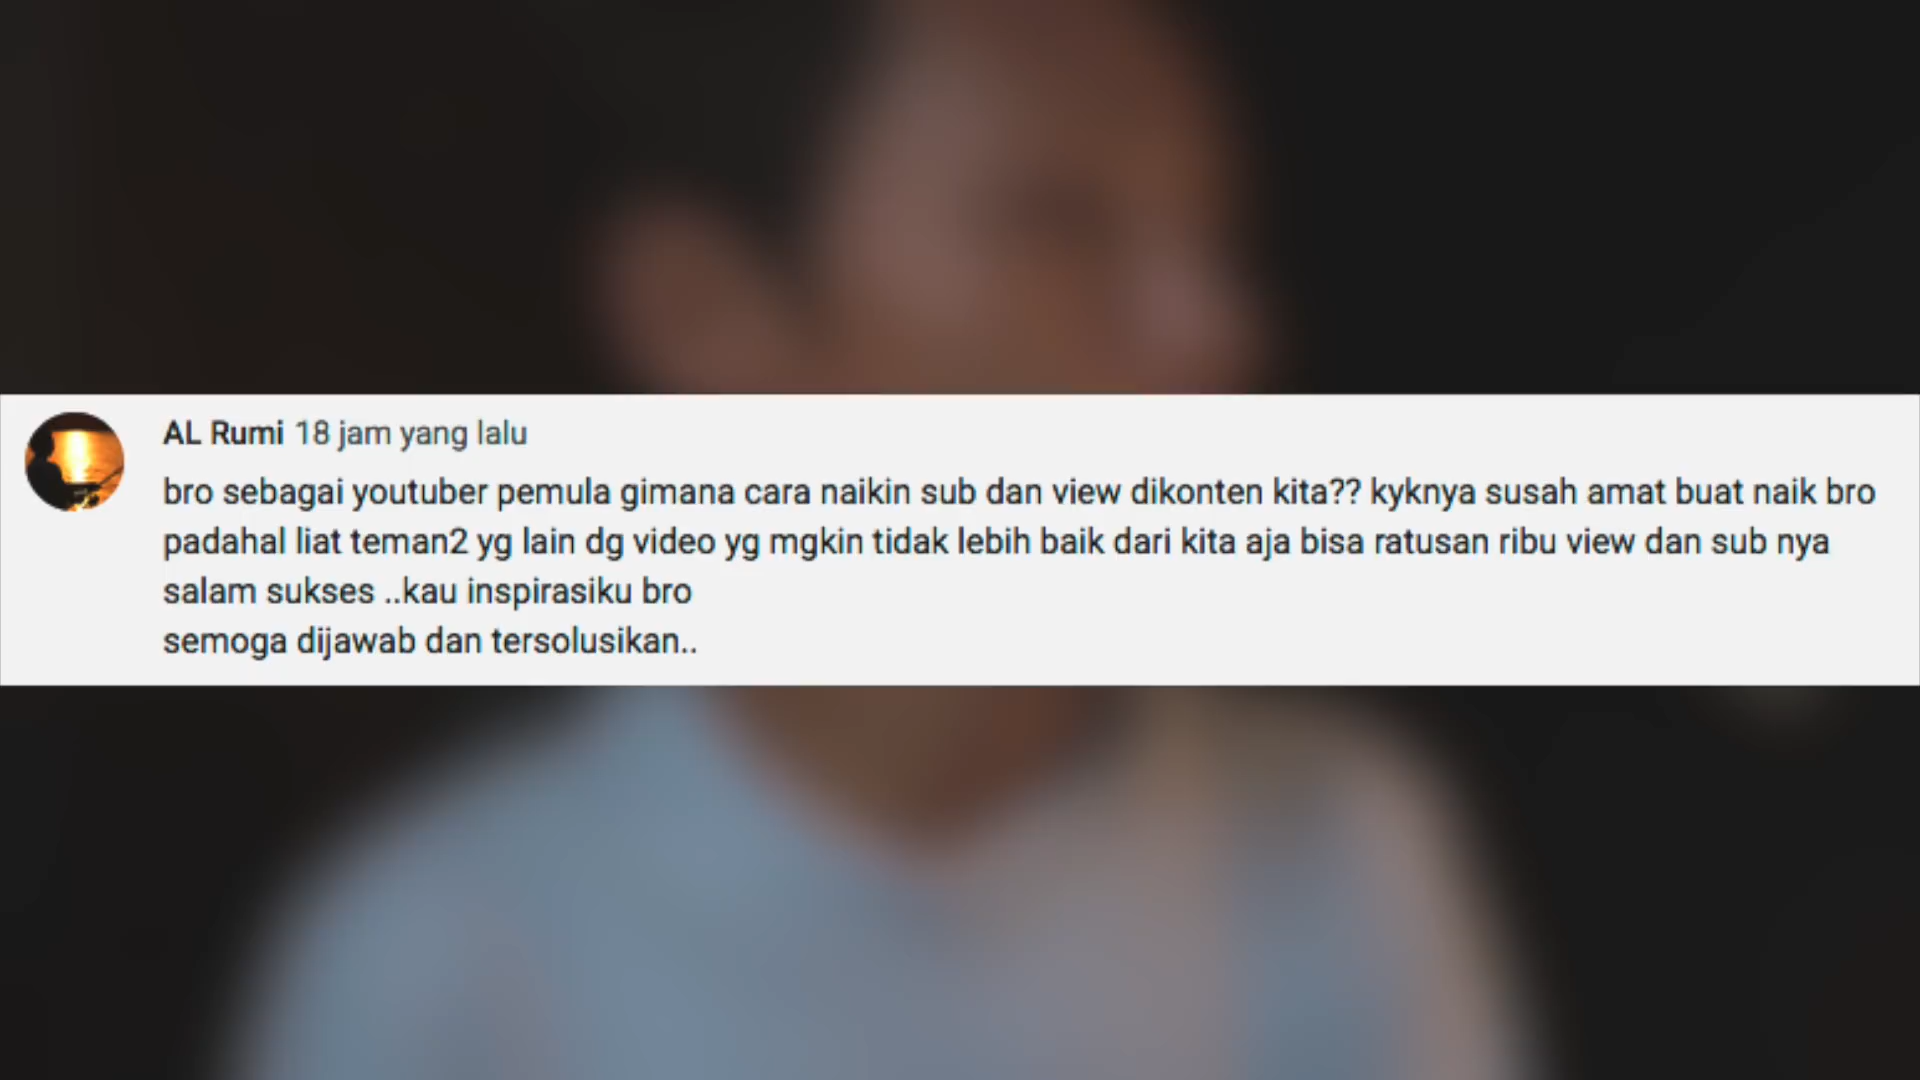 AL Rumi 18 jam yang lalu
bro sebagai youtuber pemula gimana cara naikin sub dan view dikonten kita?? kyknya susah amat buat naik bro
padahal liat teman2 yg lain dg video yg mgkin tidak lebih baik dari kita aja bisa ratusan ribu view dan sub nya
salam sukses ..kau inspirasiku bro
semoga dijawab dan tersolusikan..